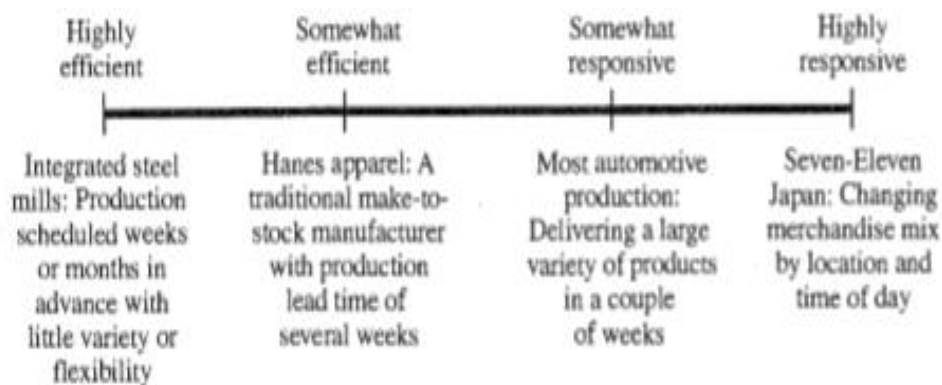 Highly
efficient
Somewhat
efficient
Somewhat
responsive
Highly
responsive
Integrated steel
mills: Production
scheduled weeks
or months in
advance with
little variety or
flexibility
Hanes apparel: A
traditional make-to-
stock manufacturer
with production
lead time of
several weeks
Most automotive
production:
Delivering a large
variety of products
in a couple
of weeks
Seven-Eleven
Japan: Changing
merchandise mix
by location and
time of day